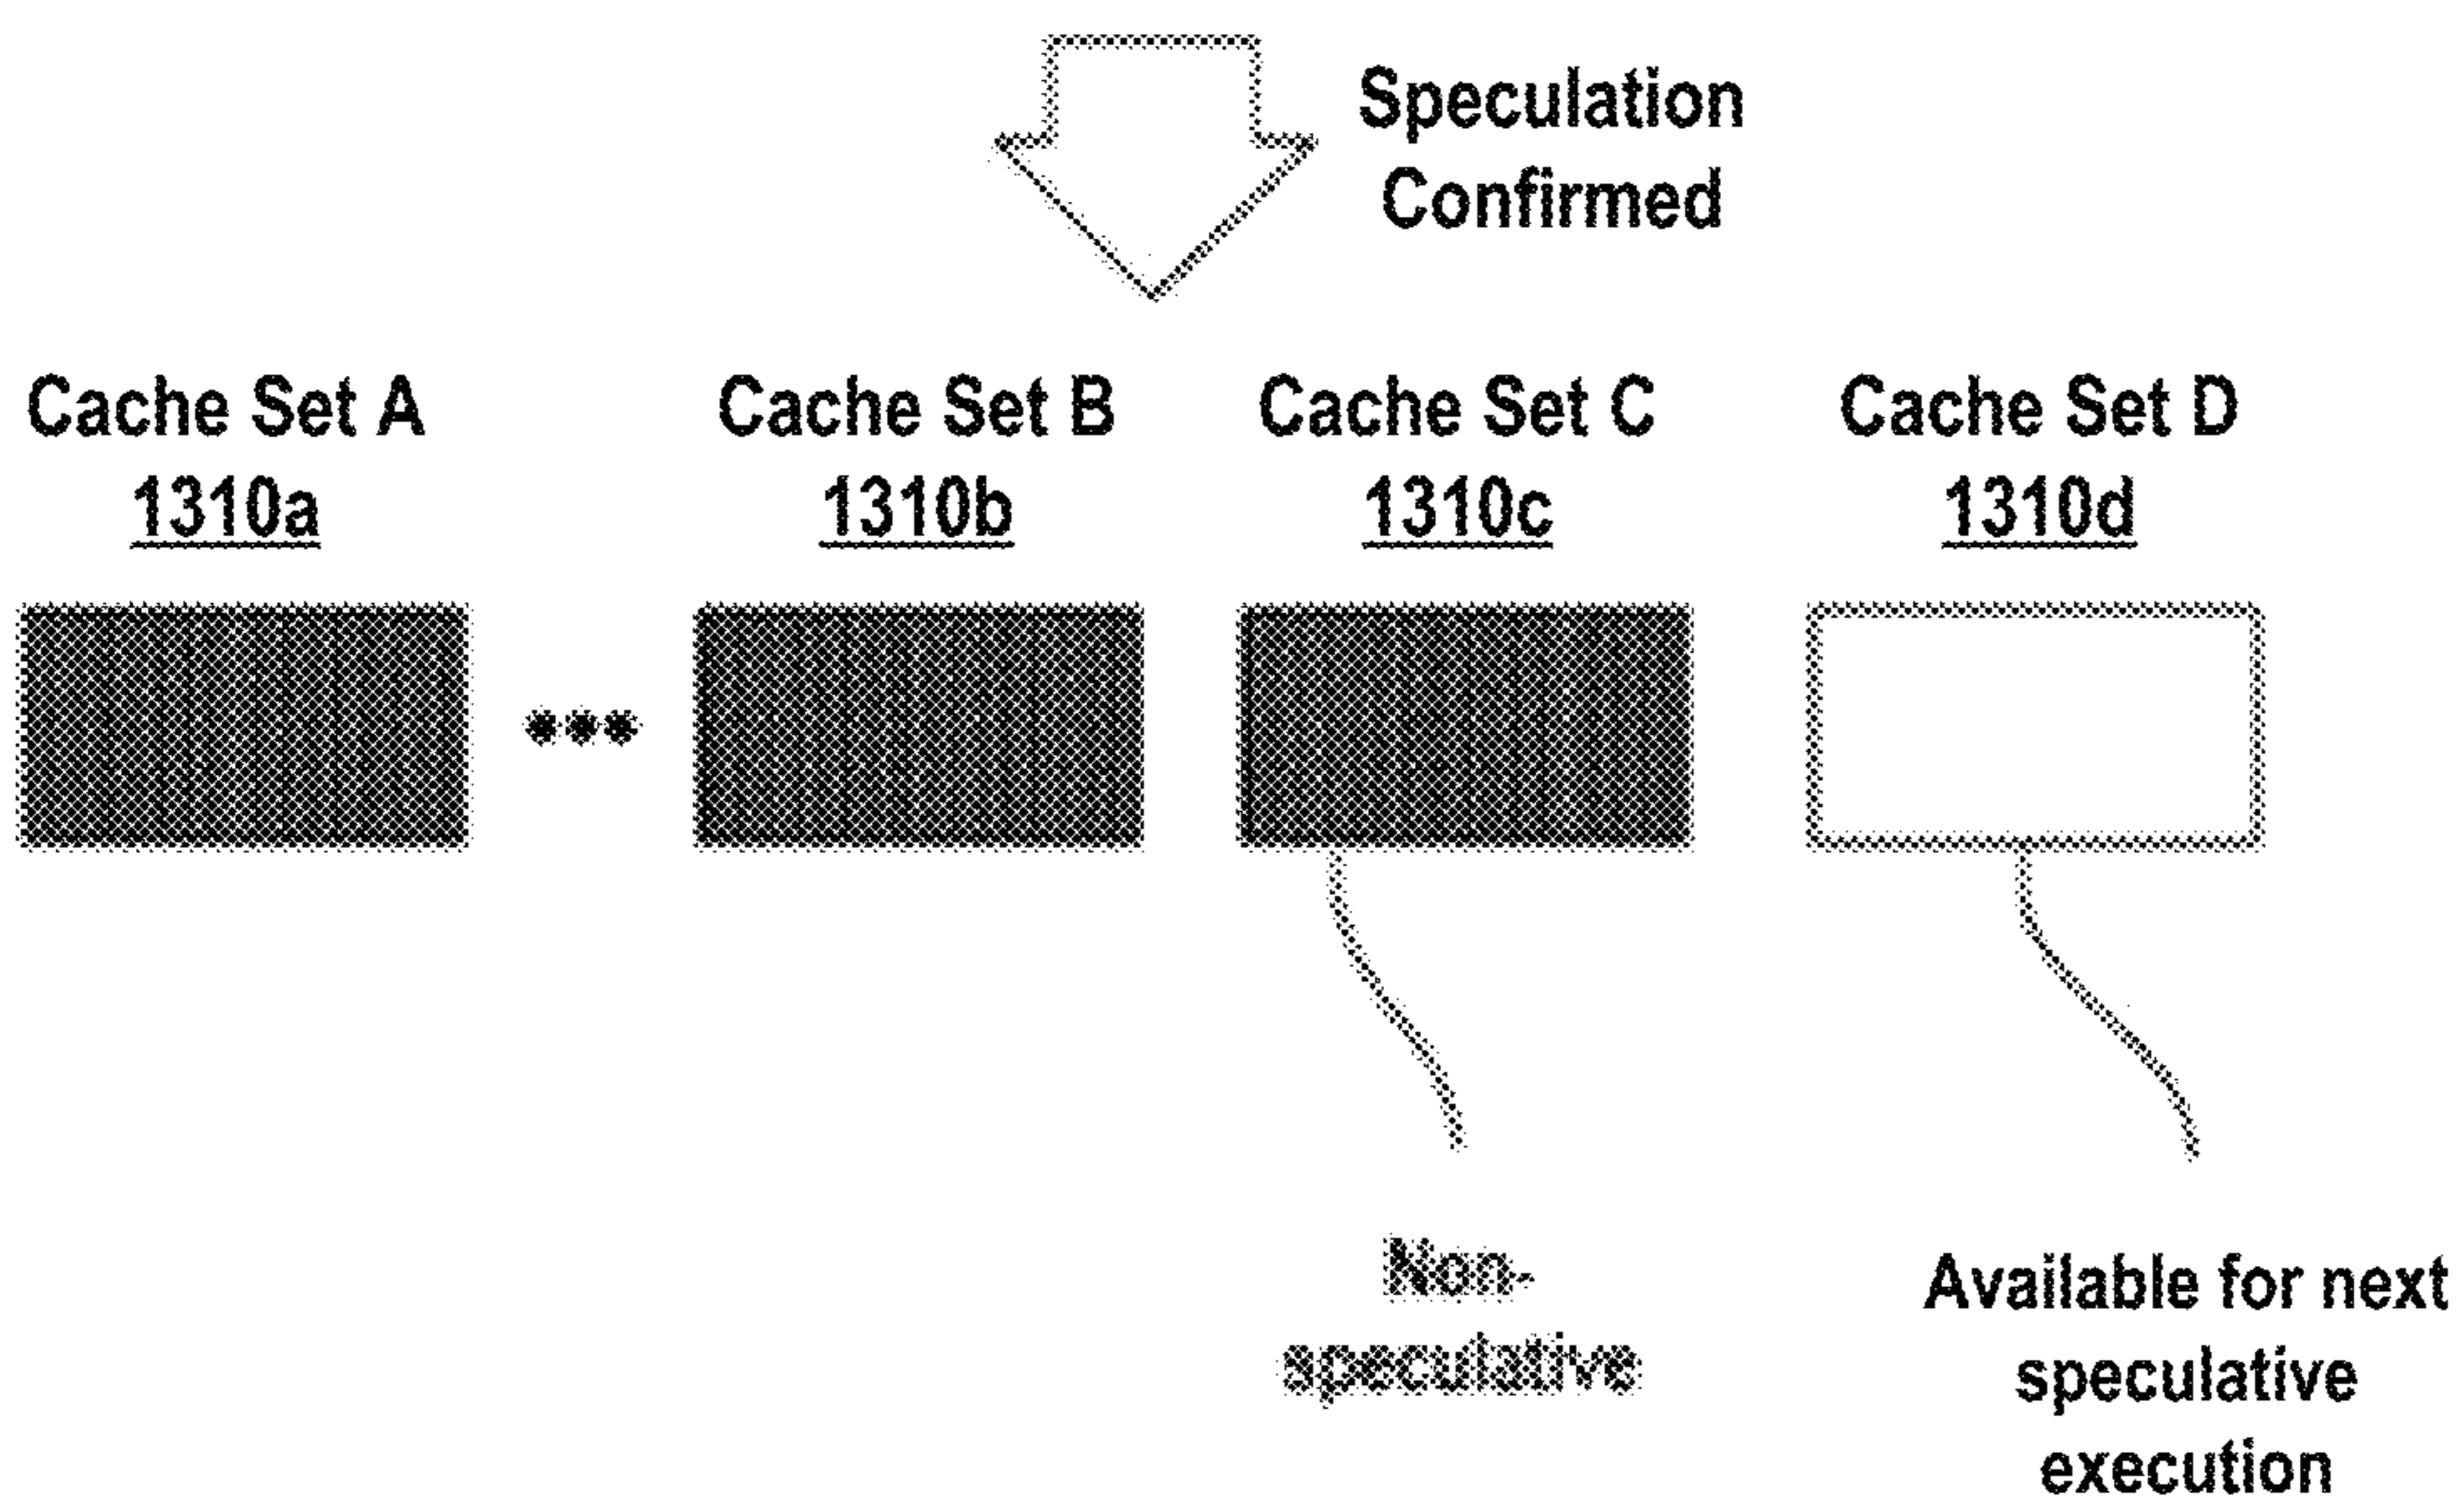 Speculation
Confirmed
Cache Set A
1310a
Cache Set B
1310b
Cache Set C
1310c
Cache Set D
1310d
Non-
speculative
Available for next
speculative
execution